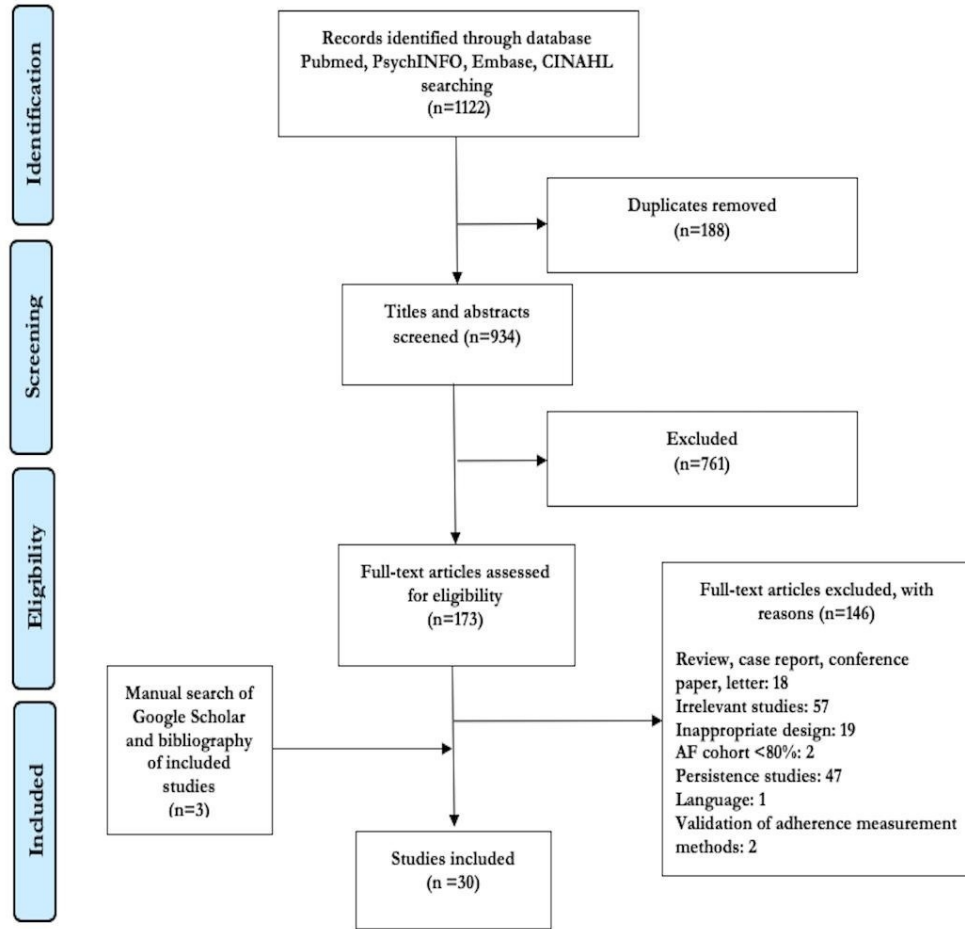 Identification
Records identified through database
Pubmed, PsychINFO, Embase, CINAHL
searching
(n=1122)
Duplicates removed
(n=188)
Screening
Titles and abstracts
screened (n=934)
Excluded
(n=761)
Eligibility
Full-text articles assessed
for eligibility
(n=173)
Full-text articles excluded, with
reasons (n=146)
Review, case report, conference
paper, letter: 18
Irrelevant studies: 57
Inappropriate design: 19
AF cohort <80%: 2
Persistence studies: 47
Language: 1
Validation of adherence measurement
methods: 2
Manual search of
Google Scholar
and bibliography
of included
studies
(n=3)
Included
Studies included
(n =30)